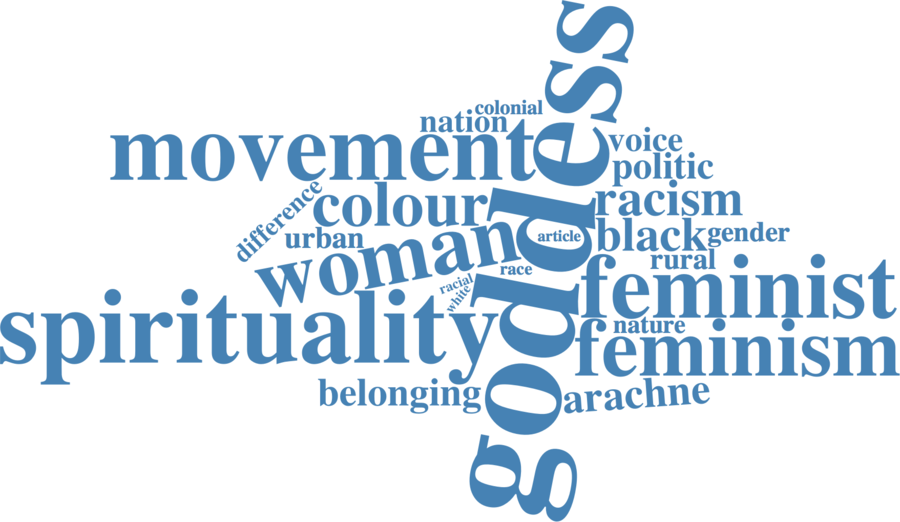 goddess
colonial
nation
movement
voice
politic
difference
colour
racism
urban
woman
article
black
gender
race
rural
racial
white
feminist
spirituality
nature
feminism
belonging
arachne